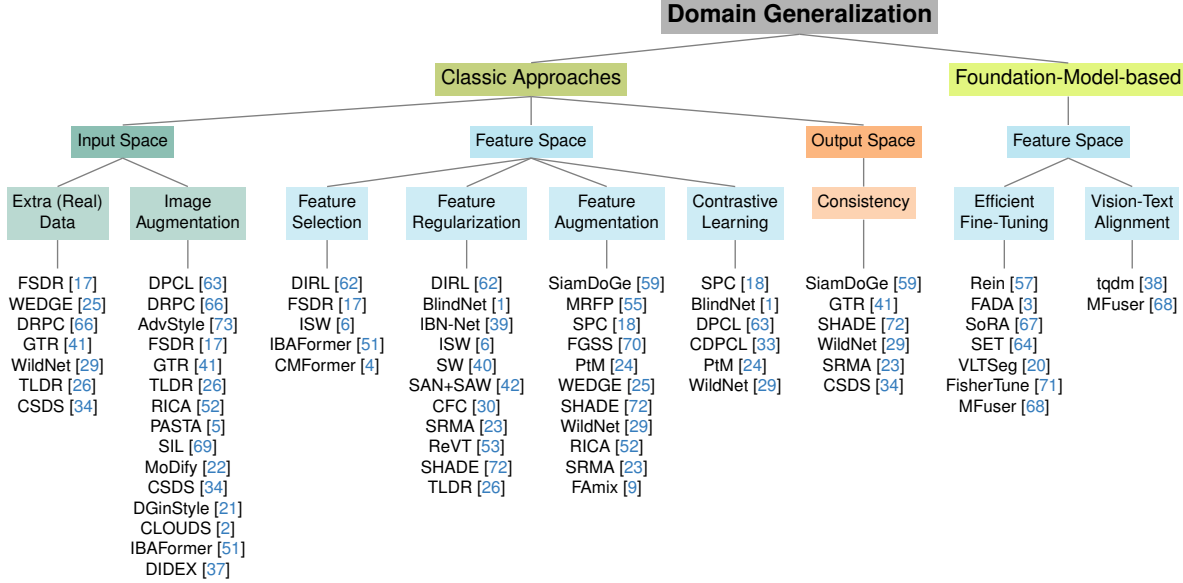 Domain Generalization
Classic Approaches
Foundation-Model-based
Input Space
Feature Space
Output Space
Feature Space
Extra (Real)
Data
Image
Augmentation
Feature
Selection
Feature
Regularization
Feature
Augmentation
Contrastive
Learning
Consistency
Efficient
Fine-Tuning
Vision-Text
Alignment
FSDR [17]
WEDGE [25]
DRPC [66]
GTR [41]
WildNet [29]
TLDR [26]
CSDS [34]
DPCL [63]
DRPC [66]
AdvStyle [73]
FSDR [17]
GTR [41]
TLDR [26]
RICA [52]
PASTA [5]
SIL [69]
MoDify [22]
CSDS [34]
DGinStyle [21]
CLOUDS [2]
IBAFormer [51]
DIDEX [37]
DIRL [62]
FSDR [17]
ISW [6]
IBAFormer [51]
CMFormer [4]
DIRL [62]
BlindNet [1]
IBN-Net [39]
ISW [6]
SW [40]
SAN+SAW [42]
CFC [30]
SRMA [23]
ReVT [53]
SHADE [72]
TLDR [26]
SiamDoGe [59]
MRFP [55]
SPC [18]
FGSS [70]
PtM [24]
WEDGE [25]
SHADE [72]
WildNet [29]
RICA [52]
SRMA [23]
FAmix [9]
SPC [18]
BlindNet [1]
DPCL [63]
CDPCL [33]
PtM [24]
WildNet [29]
SiamDoGe [59]
GTR [41]
SHADE [72]
WildNet [29]
SRMA [23]
CSDS [34]
Rein [57]
FADA [3]
SoRA [67]
SET [64]
VLTSeg [20]
FisherTune [71]
MFuser [68]
tqdm [38]
MFuser [68]